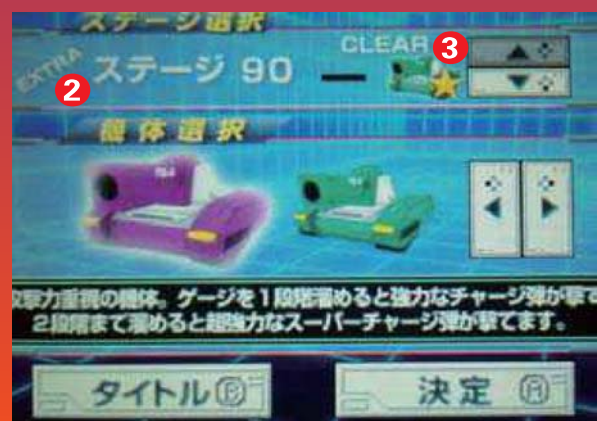 ステージ選択
EXTRA
ステージ 90
CLEAR
2
3
機体選択
攻撃力重視の機体。ゲージを1段階溜めると強力なチャージ弾が撃て
2段階まで溜めると超強力なスーパーチャージ弾が撃てます。
タイトル Ⓑ
決定 Ⓐ